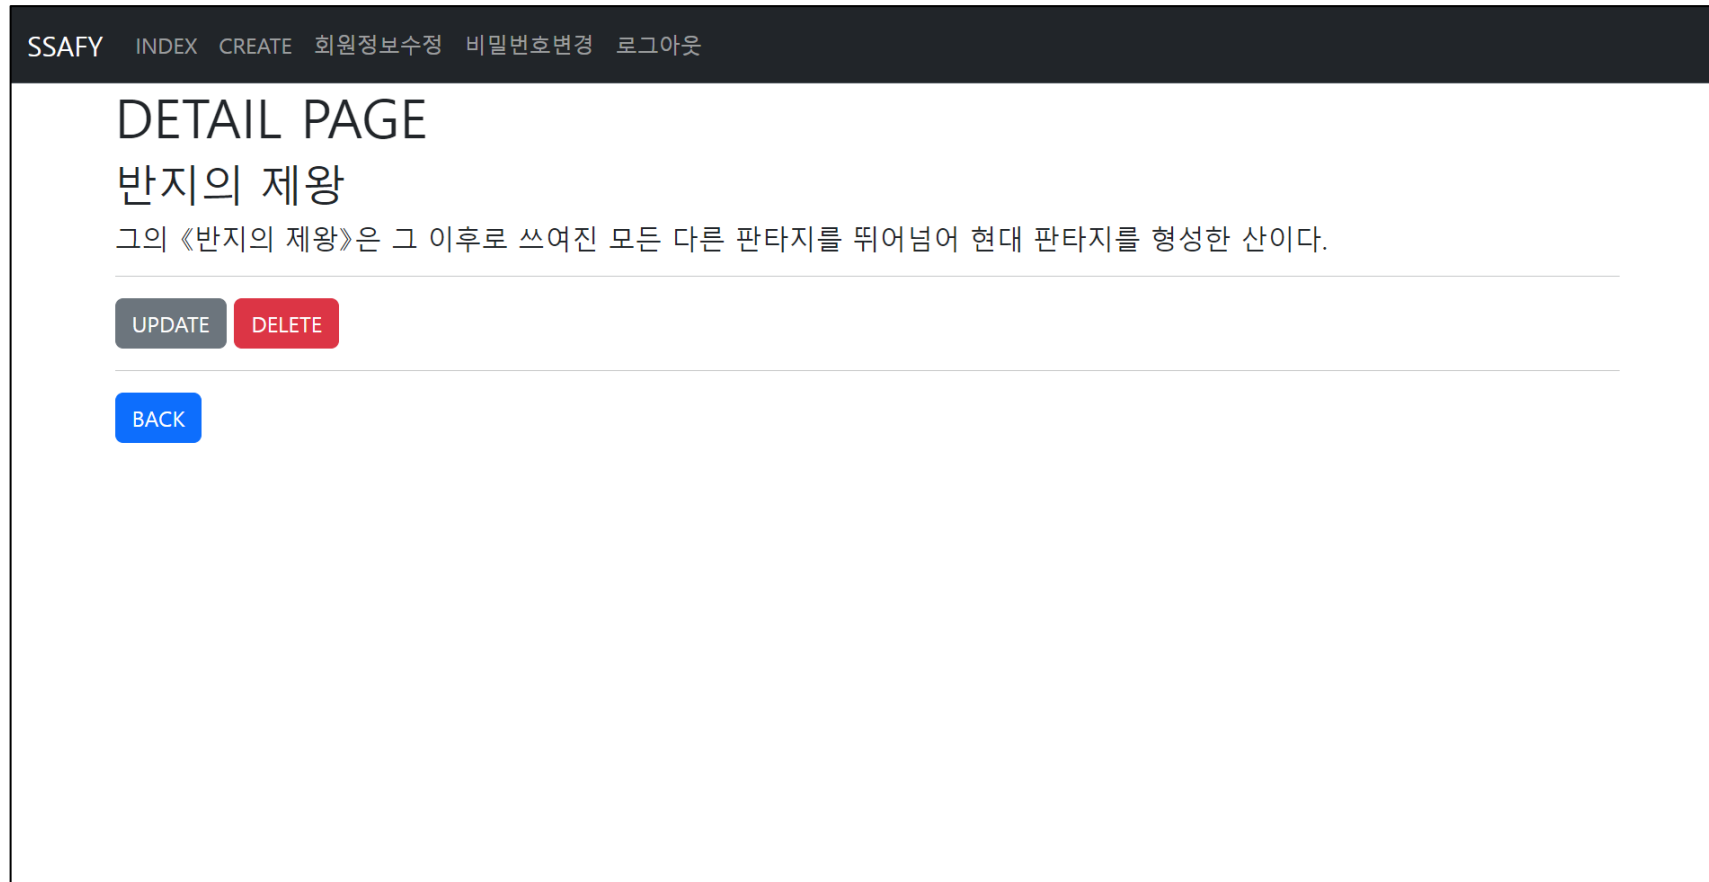 SSAFY INDEX CREATE 회원정보수정 비밀번호변경 로그아웃
DETAIL PAGE
반지의 제왕
그의 《반지의 제왕》은 그 이후로 쓰여진 모든 다른 판타지를 뛰어넘어 현대 판타지를 형성한 산이다.
UPDATE DELETE
BACK